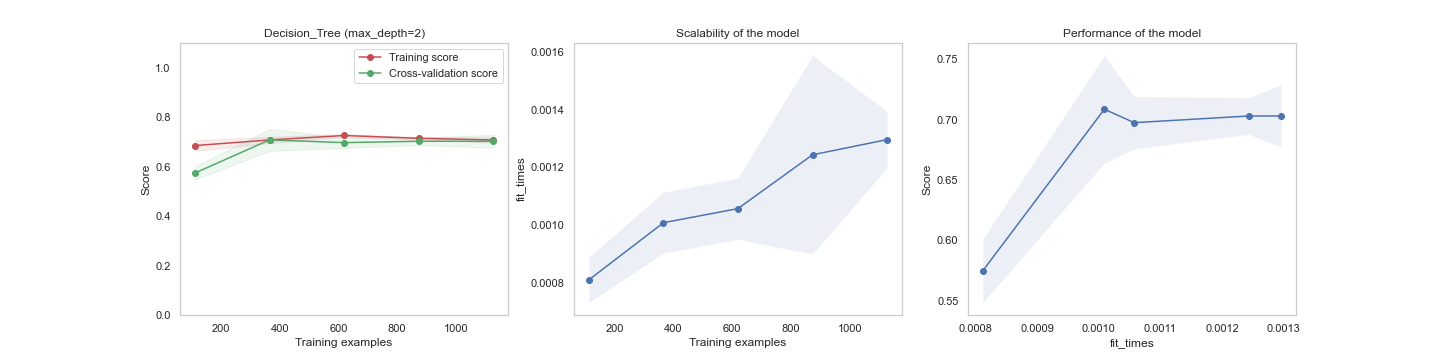 Decision_Tree (max_depth=2)
Training score
Cross-validation score
1.0
0.8
0.6
0.4
0.2
0.0
Score
200 400 600 800 1000
Training examples
Scalability of the model
0.0016
0.0014
0.0012
0.0010
0.0008
fit_times
200 400 600 800 1000
Training examples
Performance of the model
0.75
0.70
0.65
0.60
0.55
Score
0.0008 0.0009 0.0010 0.0011 0.0012 0.0013
fit_times